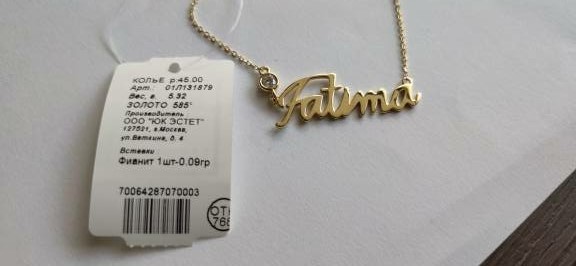 КОЛЬЕ р.45.00
Арт.: 01Л131879
Вес, г. 5.32
ЗОЛОТО 585°
Производитель
ООО "ЮК ЭСТЕТ"
127521, г.Москва,
ул.Веткина, д. 4
Вставки
Фианит 1шт-0.09гр
70064287070003
Fatima